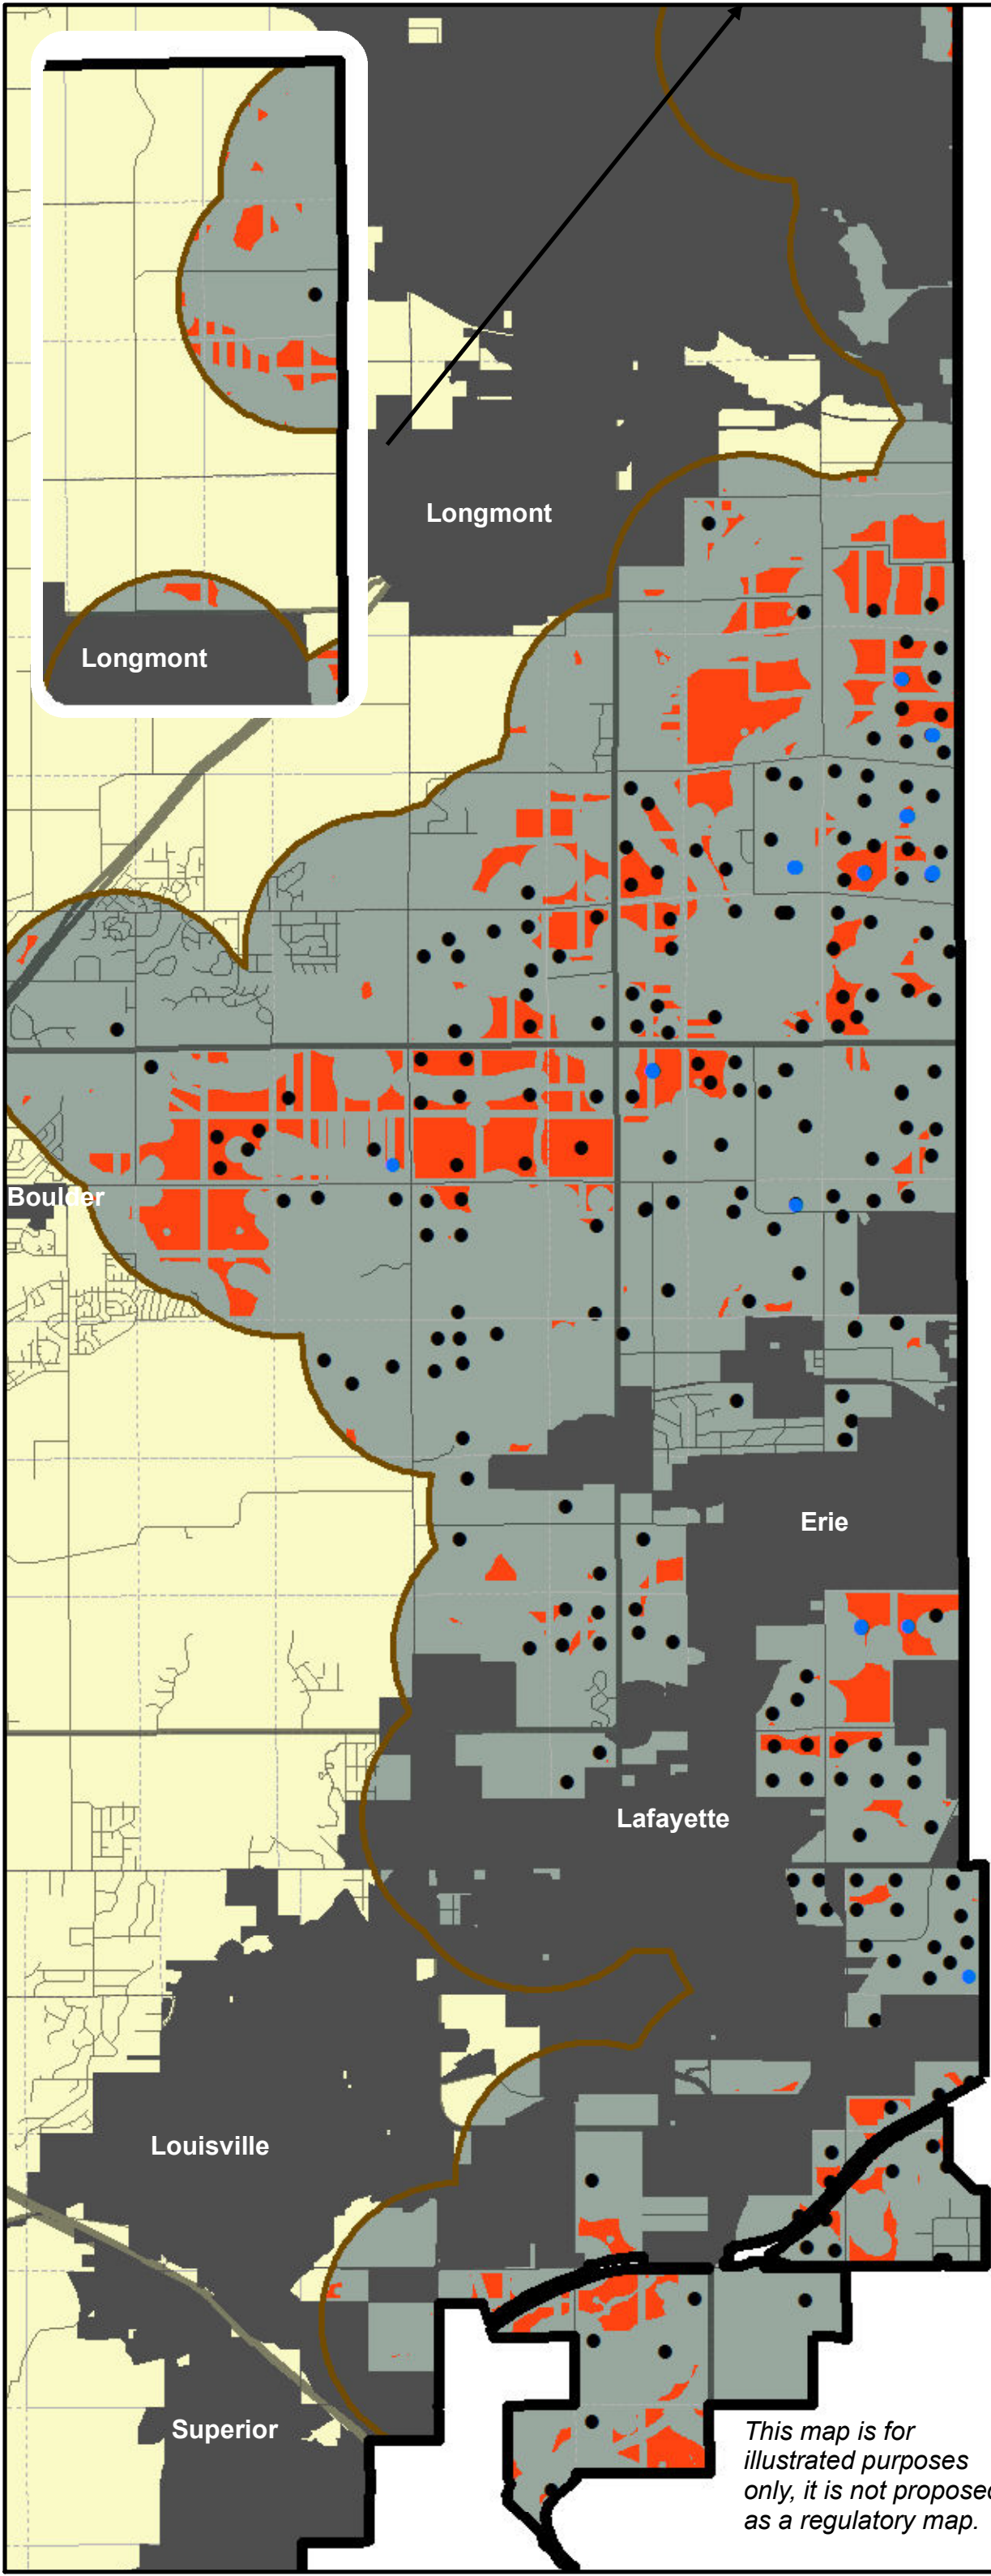 Longmont
Longmont
Boulder
Erie
Lafayette
Louisville
Superior
This map is for
illustrated purposes
only, it is not proposed
as a regulatory map.